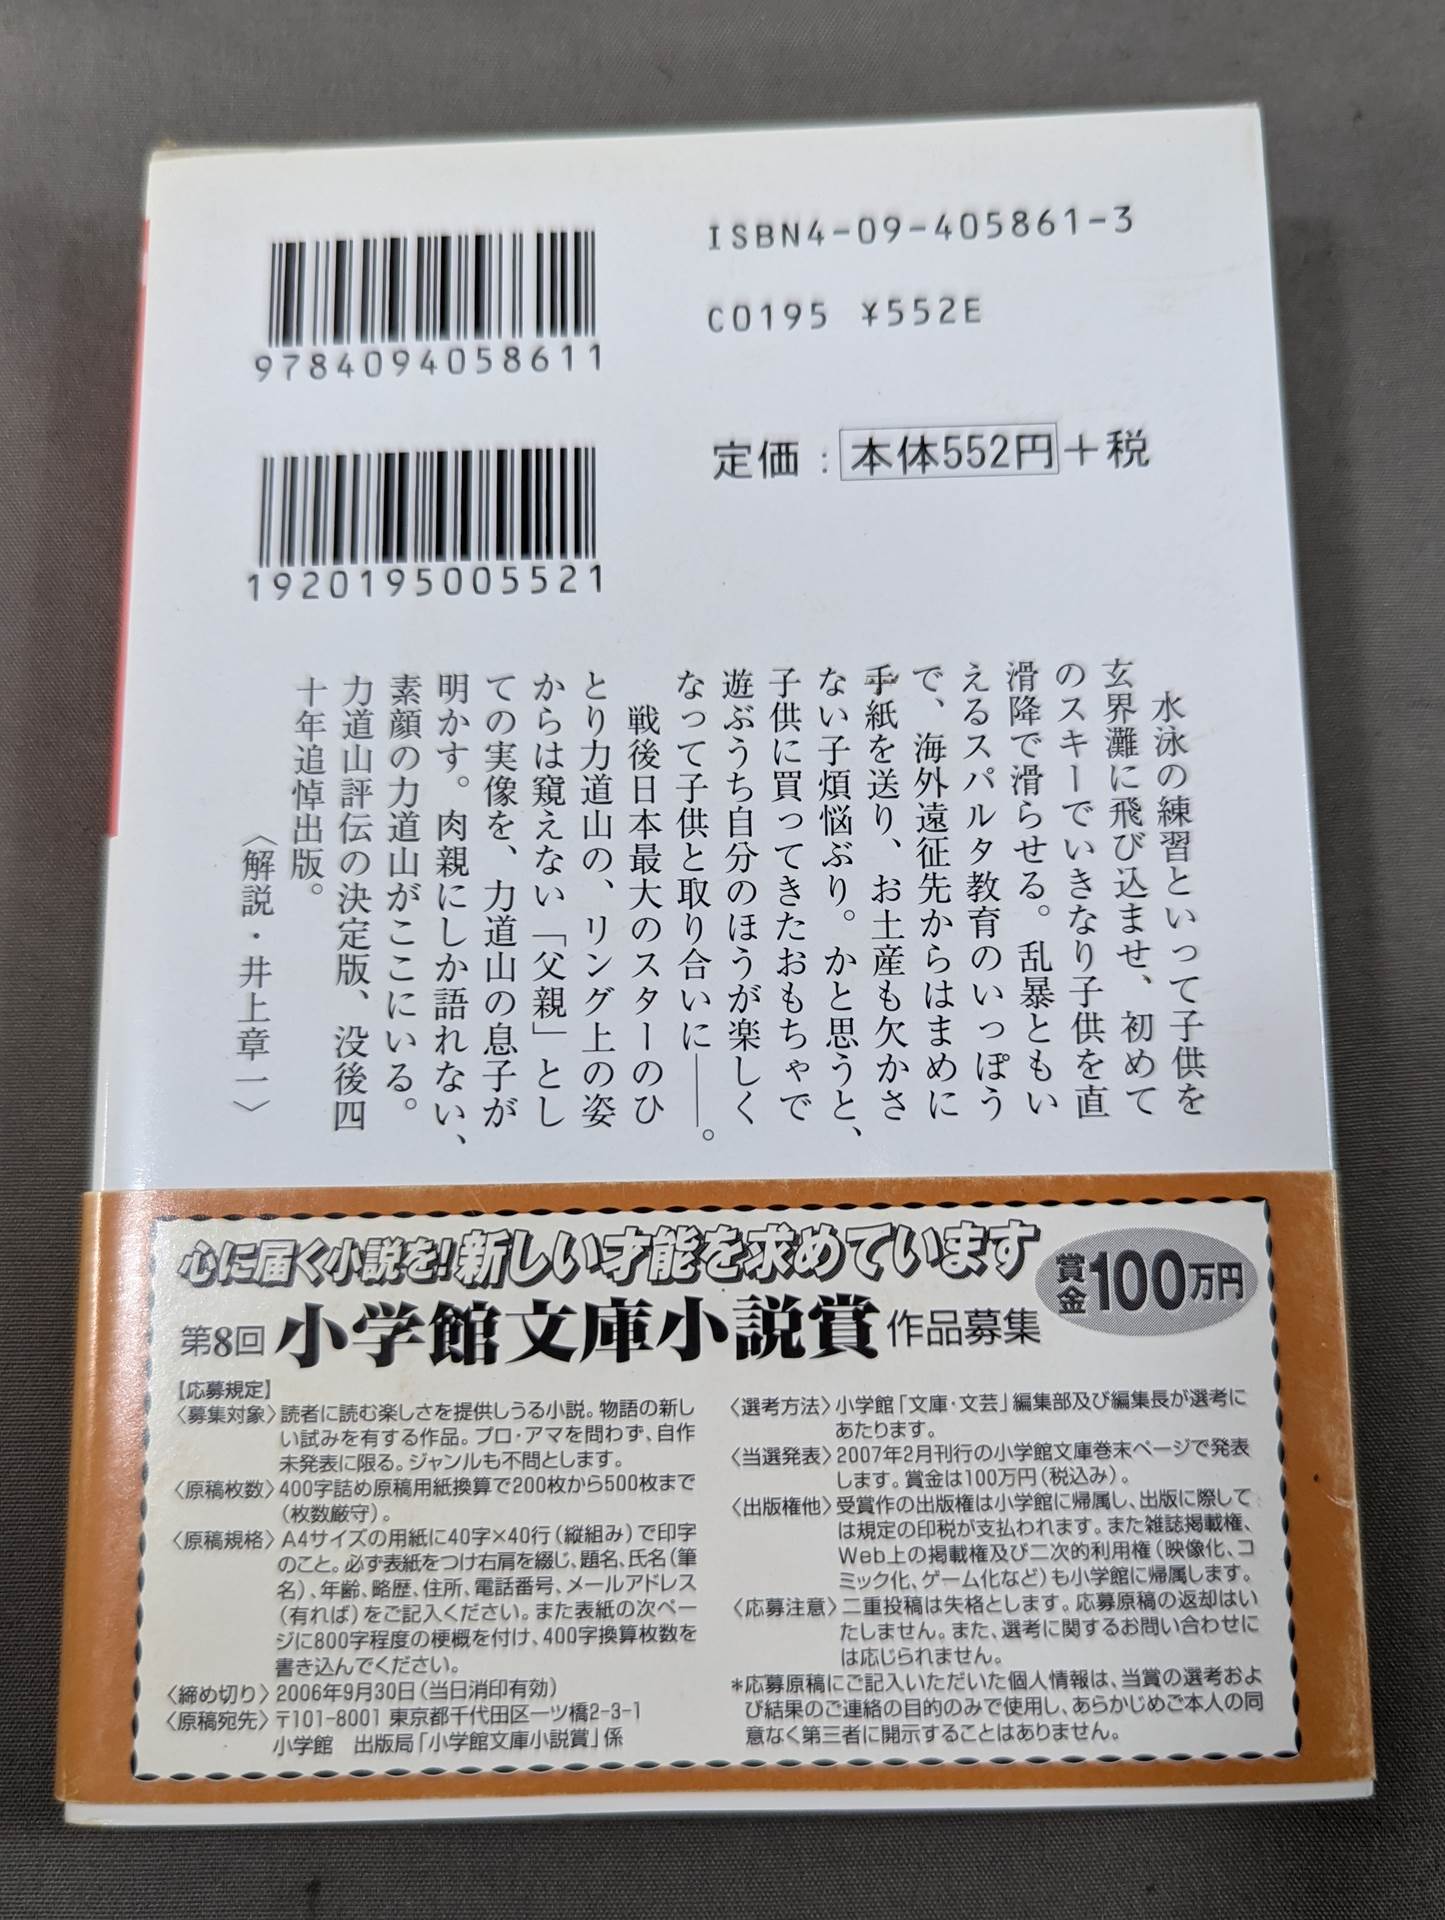 ISBN4-09-405861-3
C0195 ¥552E
9784094058611
定価：本体552円＋税
1920195005521
水泳の練習といって子供を
玄界灘に飛び込ませ、初めて
のスキーでいきなり子供を直
滑降で滑らせる。乱暴ともい
えるスパルタ教育のいっぽう
で、海外遠征先からはまめに
手紙を送り、お土産も欠かさ
ない子煩悩ぶり。かと思うと、
子供に買ってきたおもちゃで
遊ぶうち自分のほうが楽しく
なって子供と取り合いに――。
戦後日本最大のスターのひ
とり力道山の、リング上の姿
からは窺えない「父親」とし
ての実像を、力道山の息子が
明かす。肉親にしか語れない、
素顔の力道山がここにいる。
力道山評伝の決定版、没後四
十年追悼出版。
〈解説・井上章一〉
心に届く小説を!新しい才能を求めています
賞金100万円
第8回 小学館文庫小説賞 作品募集
【応募規定】
〈募集対象〉読者に読む楽しさを提供しうる小説。物語の新し
い試みを有する作品。プロ・アマを問わず、自作
未発表に限る。ジャンルも不問とします。
〈原稿枚数〉400字詰め原稿用紙換算で200枚から500枚まで
(枚数厳守)。
〈原稿規格〉A4サイズの用紙に40字×40行(縦組み)で印字
のこと。必ず表紙をつけ右肩を綴じ、題名、氏名(筆
名)、年齢、略歴、住所、電話番号、メールアドレス
(有れば)をご記入ください。また表紙の次ペー
ジに800字程度の梗概を付け、400字換算枚数を
書き込んでください。
〈締め切り〉2006年9月30日(当日消印有効)
〈原稿宛先〉〒101-8001 東京都千代田区一ツ橋2-3-1
小学館 出版局「小学館文庫小説賞」係
〈選考方法〉小学館「文庫・文芸」編集部及び編集長が選考に
あたります。
〈当選発表〉2007年2月刊行の小学館文庫巻末ページで発表
します。賞金は100万円(税込み)。
〈出版権他〉受賞作の出版権は小学館に帰属し、出版に際して
は規定の印税が支払われます。また雑誌掲載権、
Web上の掲載権及び二次的利用権(映像化、コ
ミック化、ゲーム化など)も小学館に帰属します。
〈応募注意〉二重投稿は失格とします。応募原稿の返却はい
たしません。また、選考に関するお問い合わせに
は応じられません。
*応募原稿にご記入いただいた個人情報は、当賞の選考およ
び結果のご連絡の目的のみで使用し、あらかじめご本人の同
意なく第三者に開示することはありません。